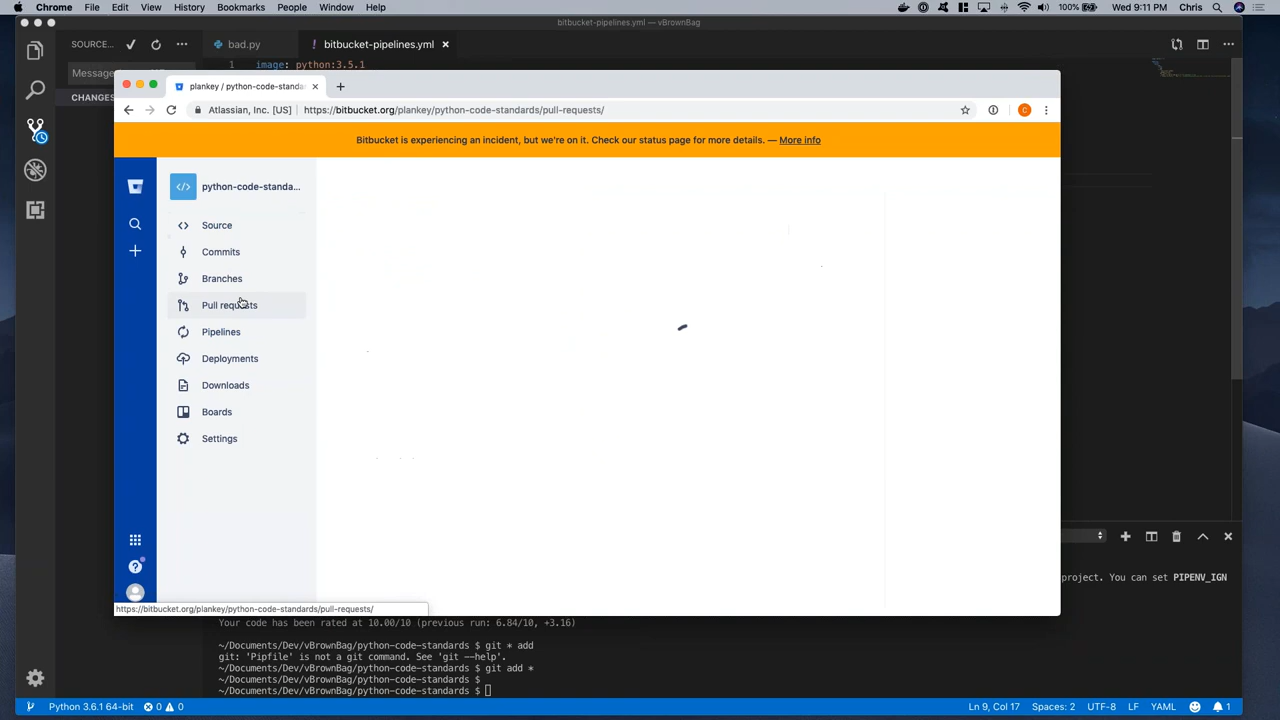 Chrome File Edit View History Bookmarks People Window Help 100% Wed 9:11 PM Chris
bitbucket-pipelines.yml — vBrownBag
SOURCE... bad.py ! bitbucket-pipelines.yml
Messag
1 image: python:3.5.1
CHANGES
plankey / python-code-standa
Atlassian, Inc. [US] https://bitbucket.org/plankey/python-code-standards/pull-requests/
Bitbucket is experiencing an incident, but we're on it. Check our status page for more details. — More info
python-code-standa...
Source
Commits
Branches
Pull requests
Pipelines
Deployments
Downloads
Boards
Settings
https://bitbucket.org/plankey/python-code-standards/pull-requests/
project. You can set PIPENV_IGN
Your code has been rated at 10.00/10 (previous run: 6.84/10, +3.16)
~/Documents/Dev/vBrownBag/python-code-standards $ git * add
git: 'Pipfile' is not a git command. See 'git --help'.
~/Documents/Dev/vBrownBag/python-code-standards $ git add *
~/Documents/Dev/vBrownBag/python-code-standards $
~/Documents/Dev/vBrownBag/python-code-standards $
Python 3.6.1 64-bit 0 0 Ln 9, Col 17 Spaces: 2 UTF-8 LF YAML 1